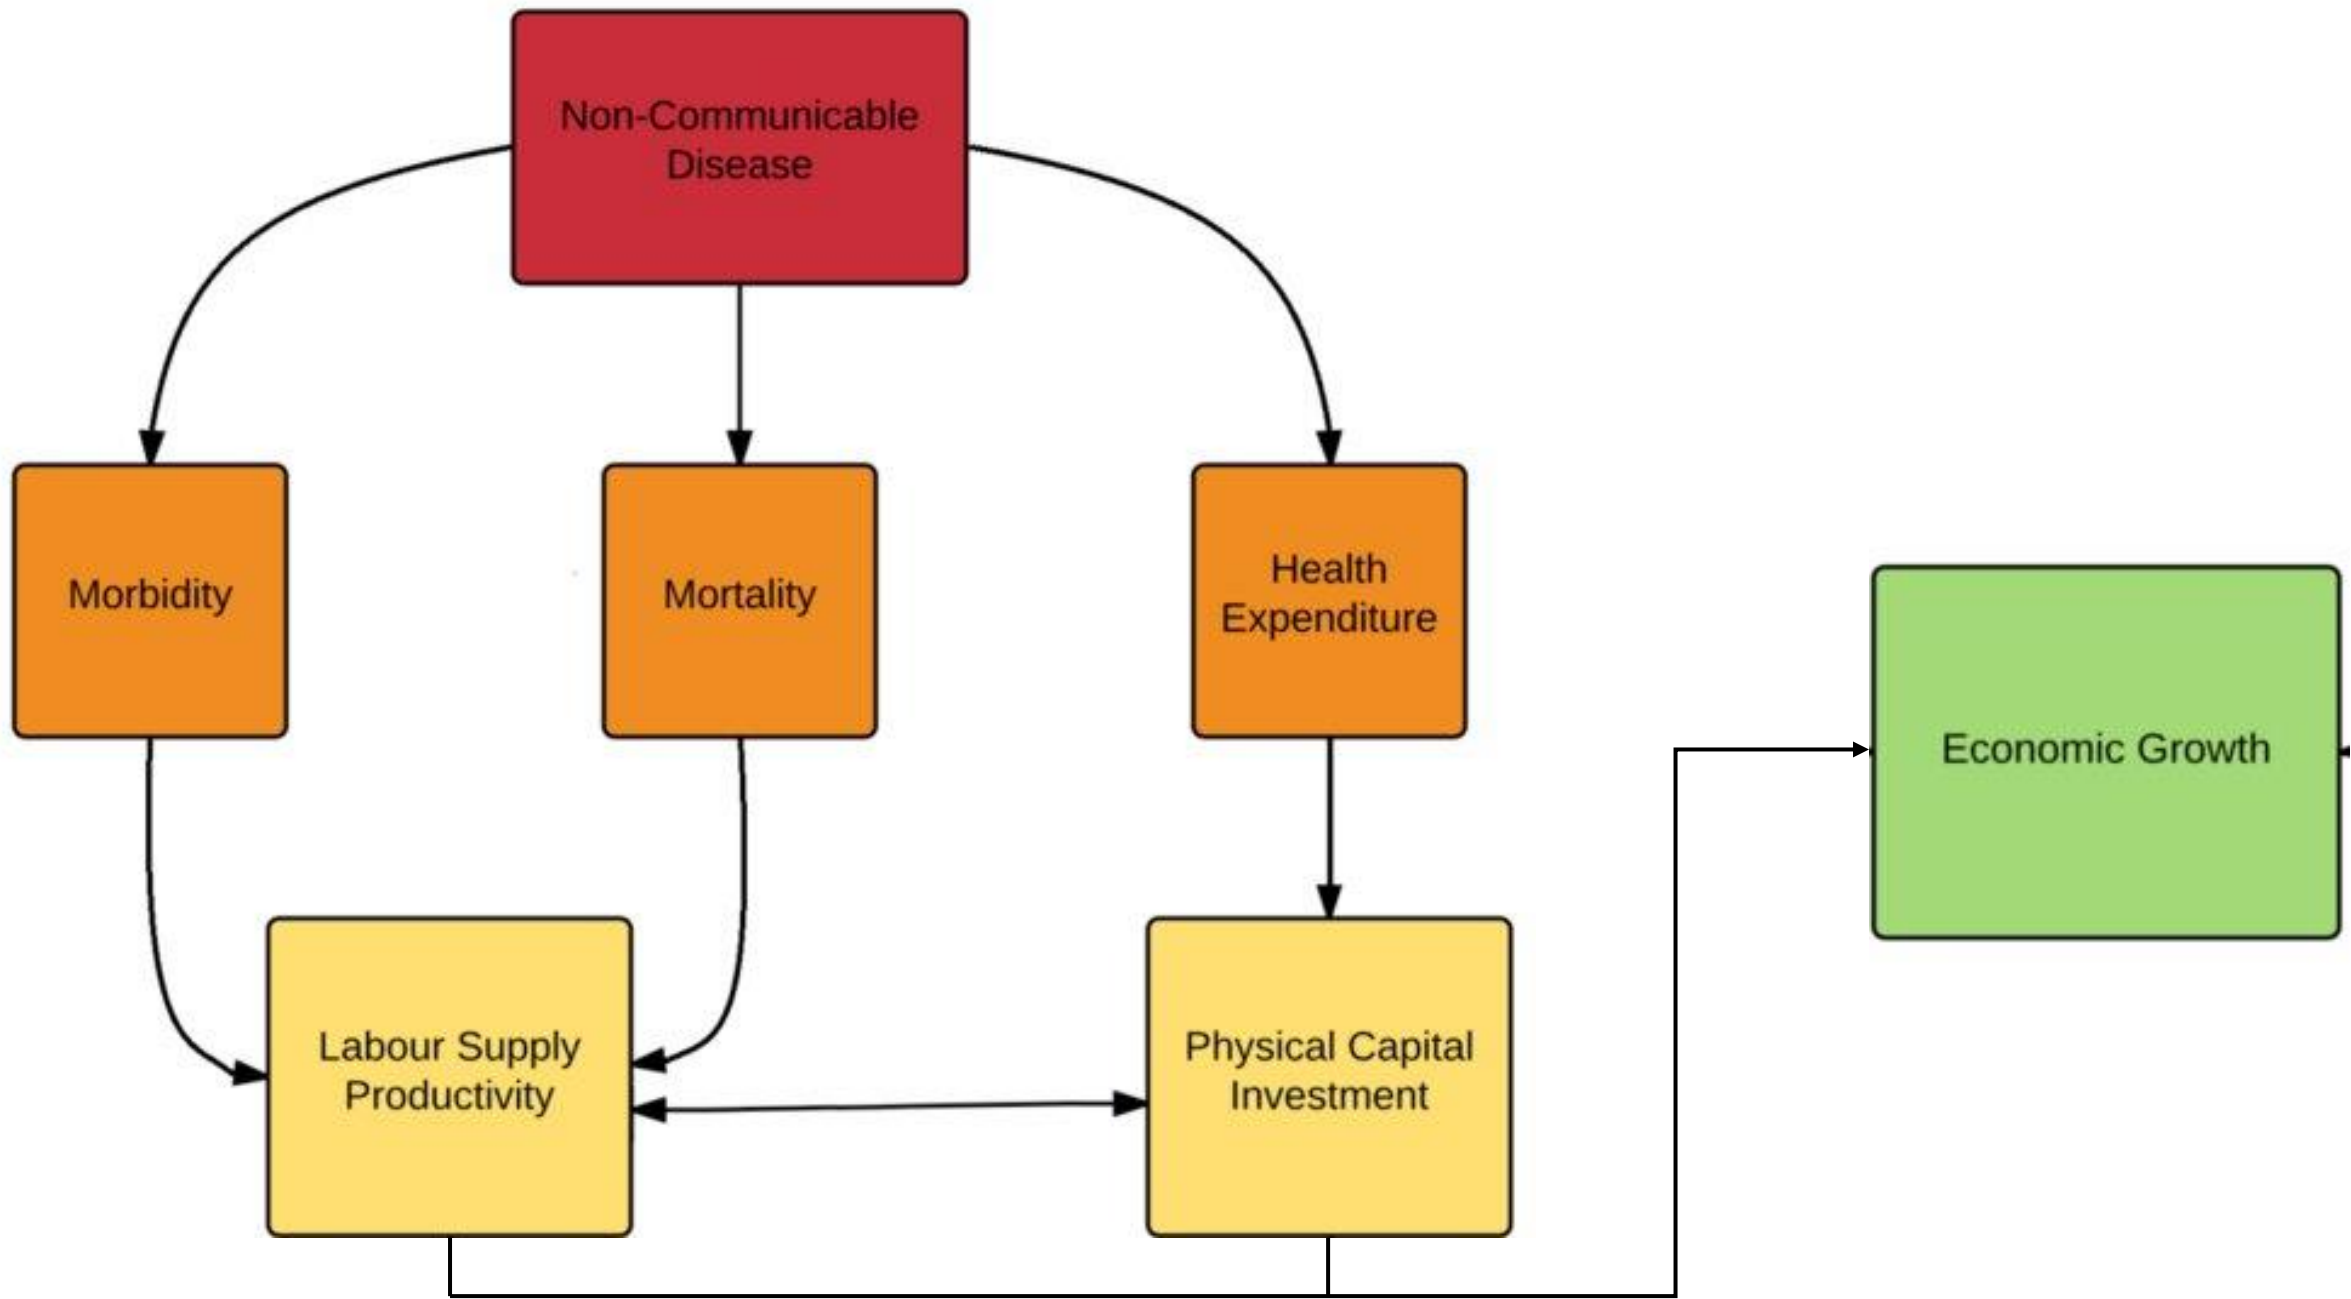 Non-Communicable
Disease
Morbidity
Mortality
Health
Expenditure
Economic Growth
Labour Supply
Productivity
Physical Capital
Investment